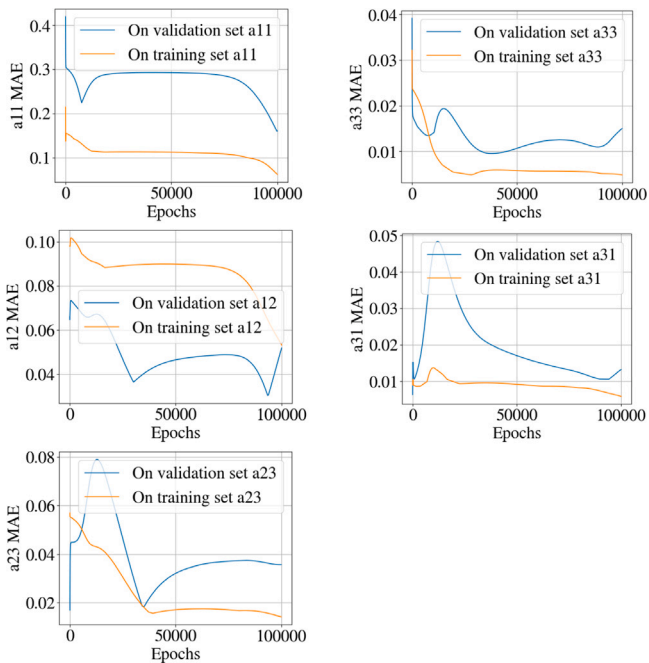 On validation set a11
On training set a11
0.4
0.3
0.2
0.1
a11 MAE
0
50000
100000
Epochs
On validation set a33
On training set a33
0.04
0.03
0.02
0.01
a33 MAE
0
50000
100000
Epochs
On validation set a12
On training set a12
0.10
0.08
0.06
0.04
a12 MAE
0
50000
100000
Epochs
On validation set a31
On training set a31
0.05
0.04
0.03
0.02
0.01
a31 MAE
0
50000
100000
Epochs
On validation set a23
On training set a23
0.08
0.06
0.04
0.02
a23 MAE
0
50000
100000
Epochs